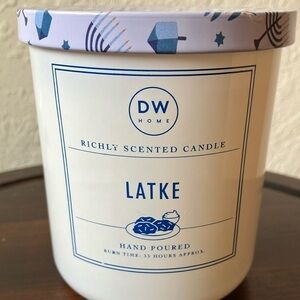 DW
HOME
RICHLY SCENTED CANDLE
LATKE
HAND POURED
BURN TIME: 33 HOURS APPROX.